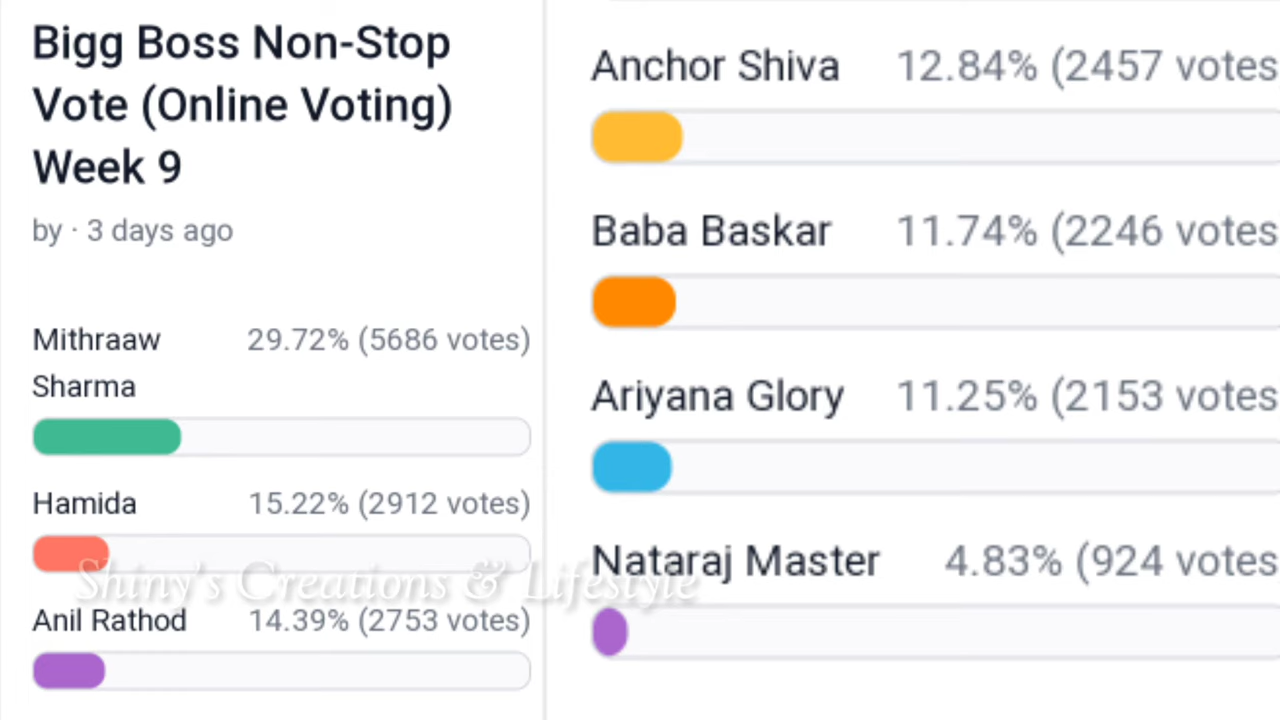 Bigg Boss Non-Stop
Vote (Online Voting)
Week 9
by · 3 days ago
Mithraaw 29.72% (5686 votes)
Sharma
Hamida 15.22% (2912 votes)
Shiny's Creations & Lifestyle
Anil Rathod 14.39% (2753 votes)
Anchor Shiva 12.84% (2457 votes
Baba Baskar 11.74% (2246 votes
Ariyana Glory 11.25% (2153 votes
Nataraj Master 4.83% (924 votes